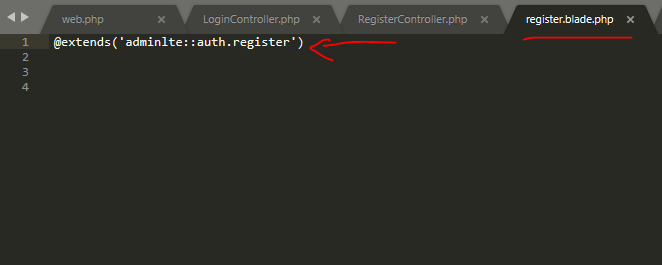 web.php × LoginController.php × RegisterController.php × register.blade.php ×
1 @extends('adminlte::auth.register')
2
3
4